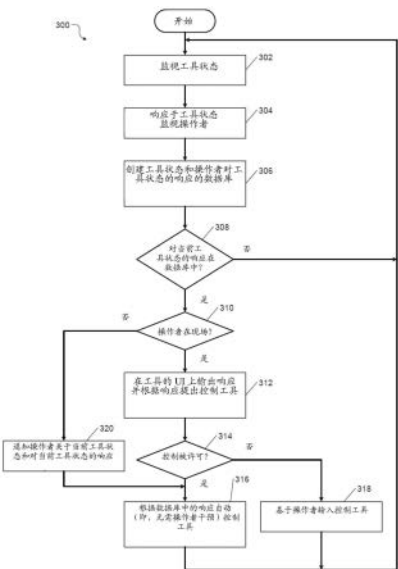 300
开始
监视工具状态
302
响应于工具状态
监视操作者
304
创建工具状态和操作者对工
具状态的响应的数据库
306
308
对当前工
具状态的响应在
数据库中?
否
是
310
否
操作者在现场?
是
在工具的 UI 上给出响应
并根据响应提出控制工具
312
320
通知操作者关于当前工具状
态和对当前工具状态的响应
314
控制被许可?
否
是
316
根据数据库中的响应自动
(即,无需操作者干预)控制
工具
318
基于操作者输入控制工具